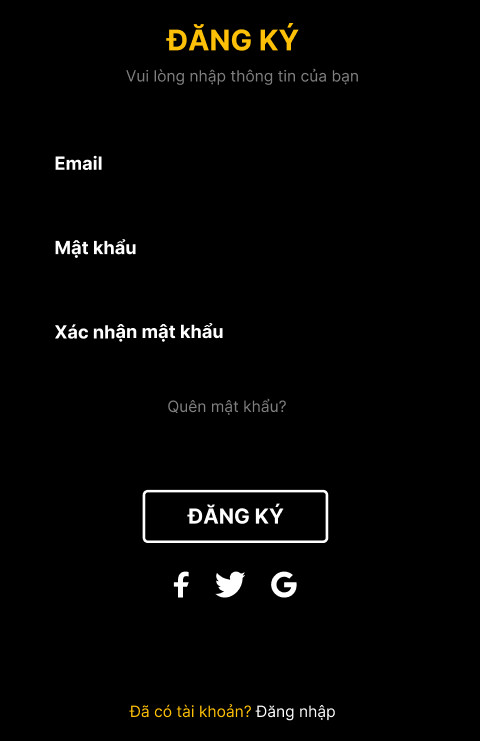 ĐĂNG KÝ
Vui lòng nhập thông tin của bạn
Email
Mật khẩu
Xác nhận mật khẩu
Quên mật khẩu?
ĐĂNG KÝ
Đã có tài khoản? Đăng nhập